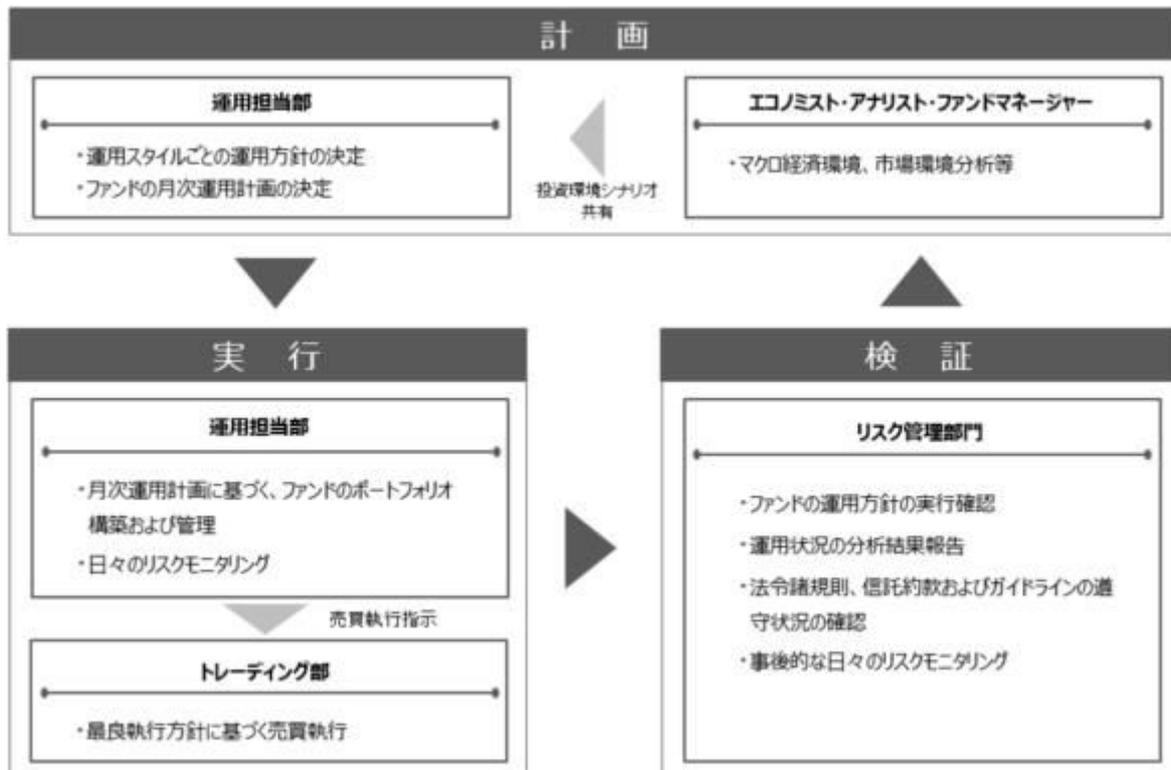 計 画
運用担当部
・運用スタイルごとの運用方針の決定
・ファンドの月次運用計画の決定
投資環境シナリオ
共有
エコノミスト・アナリスト・ファンドマネージャー
・マクロ経済環境、市場環境分析等
実 行
運用担当部
・月次運用計画に基づく、ファンドのポートフォリオ
構築および管理
・日々のリスクモニタリング
売買執行指示
トレーディング部
・最良執行方針に基づく売買執行
検 証
リスク管理部門
・ファンドの運用方針の実行確認
・運用状況の分析結果報告
・法令諸規則、信託約款およびガイドラインの遵
守状況の確認
・事後的な日々のリスクモニタリング